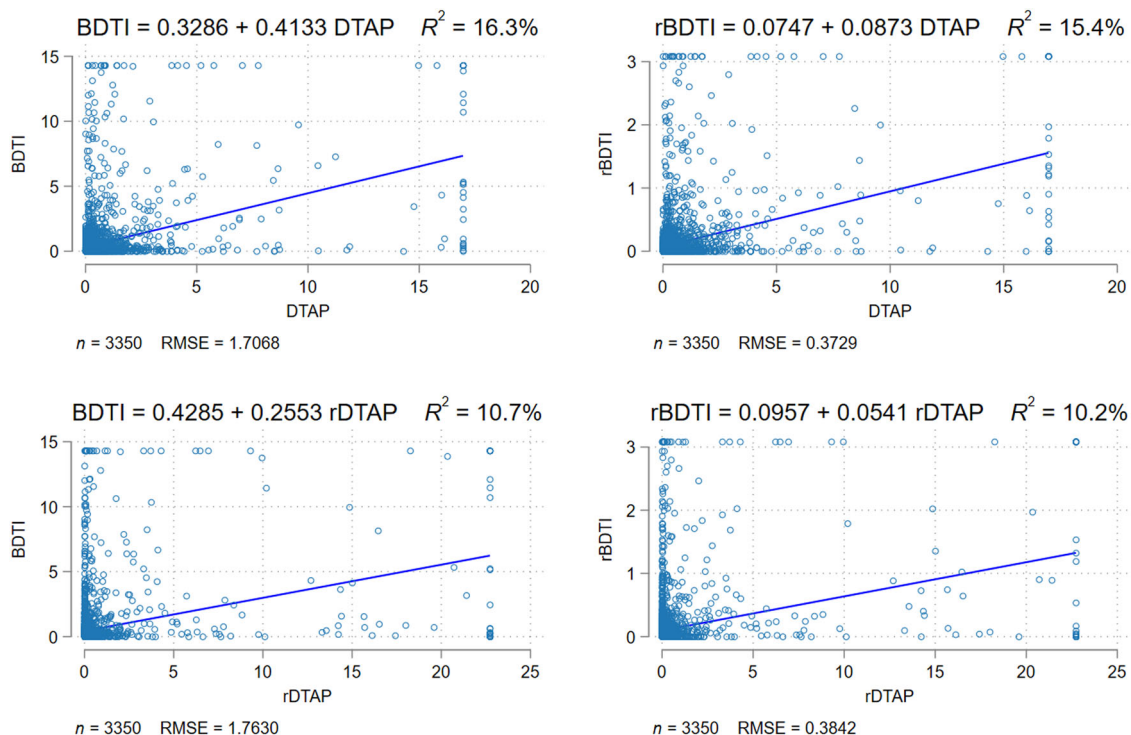 BDTI = 0.3286 + 0.4133 DTAP R² = 16.3%
15
10
5
0
BDTI
0 5 10 15 20
DTAP
n = 3350 RMSE = 1.7068
rBDTI = 0.0747 + 0.0873 DTAP R² = 15.4%
3
2
1
0
rBDTI
0 5 10 15 20
DTAP
n = 3350 RMSE = 0.3729
BDTI = 0.4285 + 0.2553 rDTAP R² = 10.7%
15
10
5
0
BDTI
0 5 10 15 20 25
rDTAP
n = 3350 RMSE = 1.7630
rBDTI = 0.0957 + 0.0541 rDTAP R² = 10.2%
3
2
1
0
rBDTI
0 5 10 15 20 25
rDTAP
n = 3350 RMSE = 0.3842